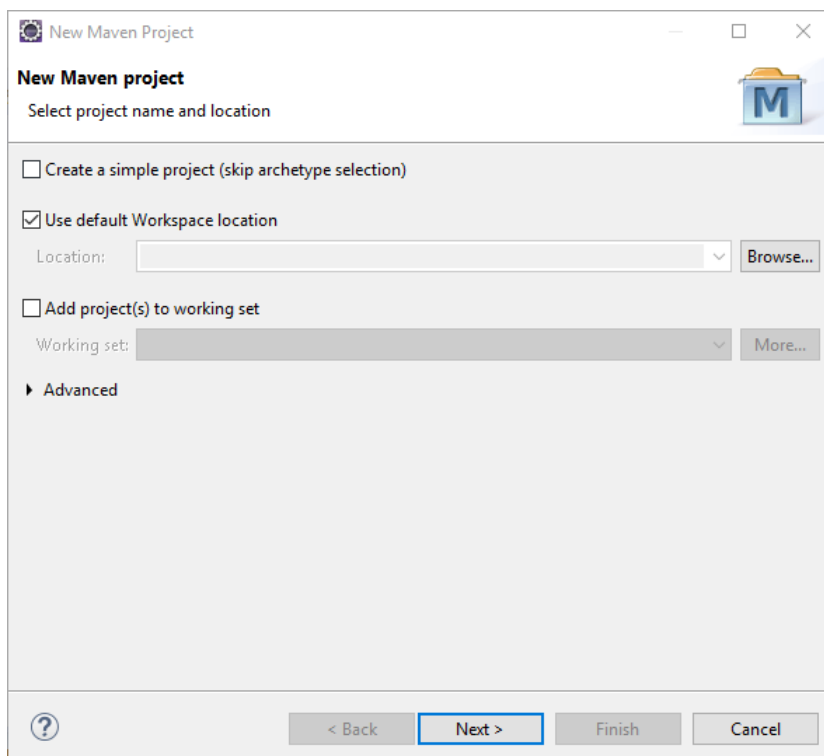 New Maven Project
New Maven project
Select project name and location
M
Create a simple project (skip archetype selection)
Use default Workspace location
Location:
Browse...
Add project(s) to working set
Working set:
More...
Advanced
?
< Back
Next >
Finish
Cancel